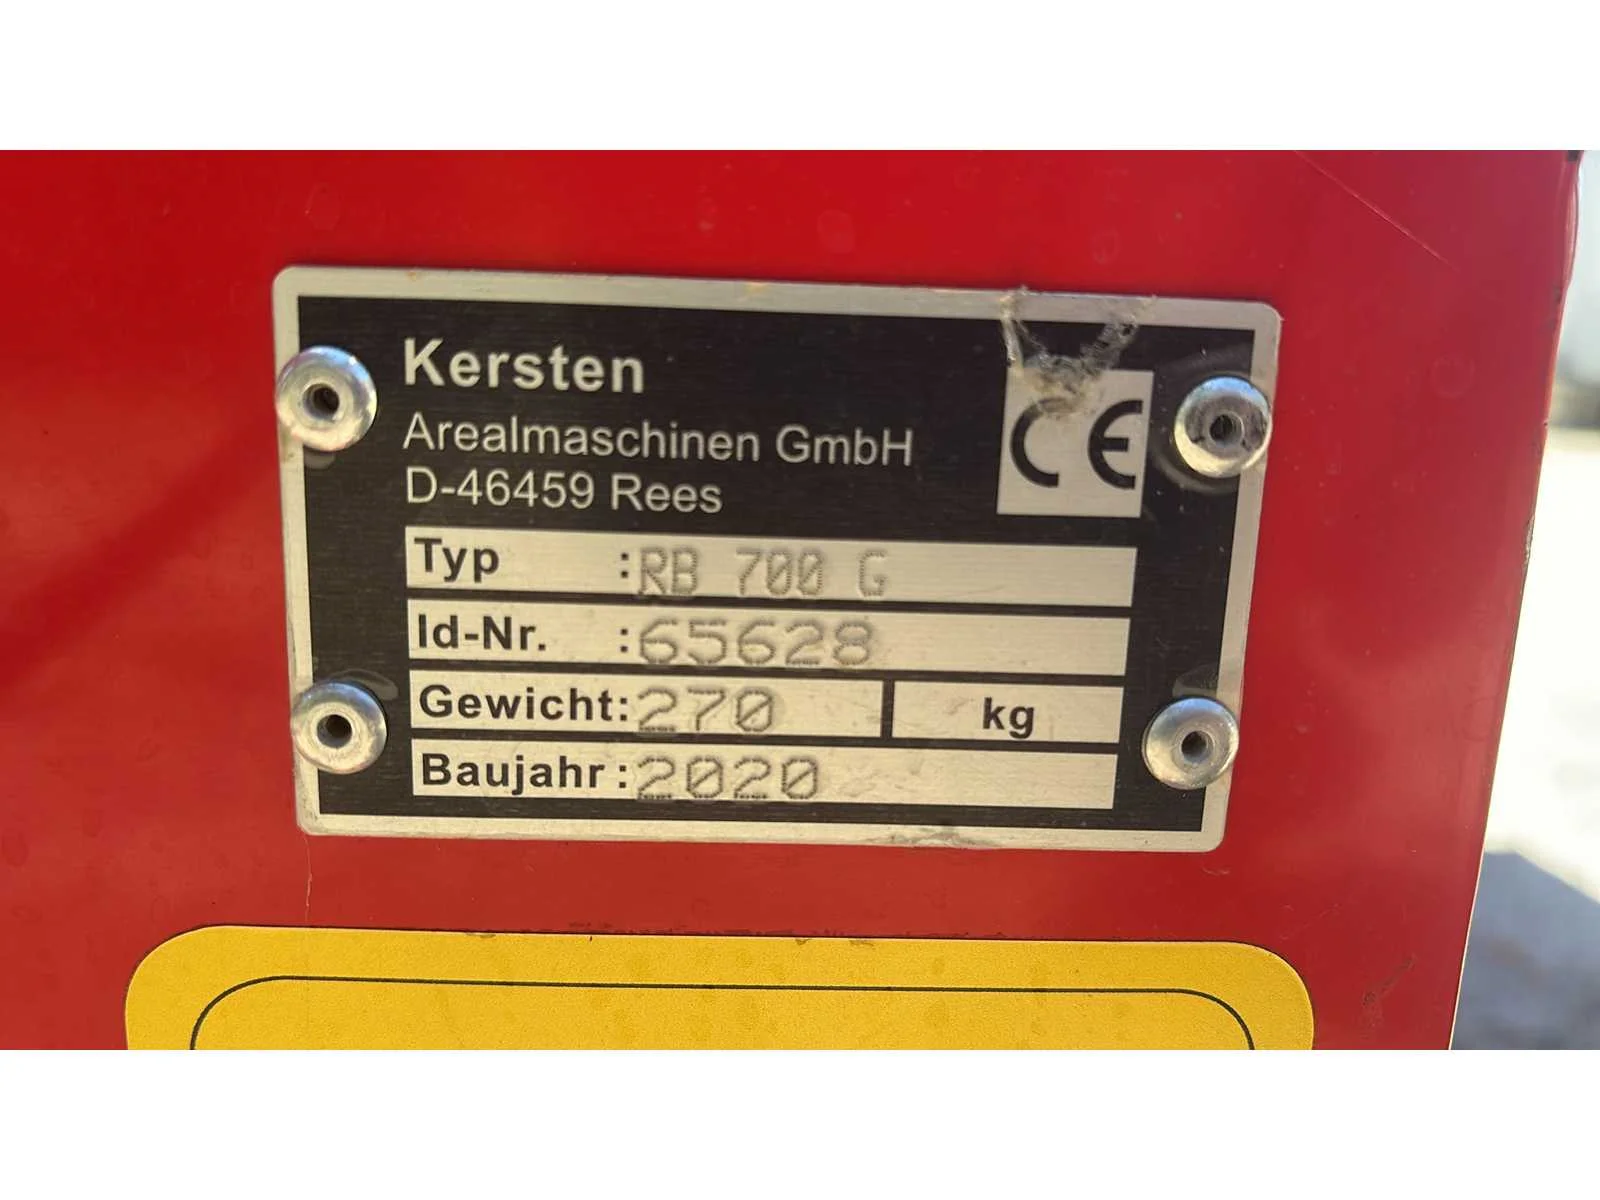 Kersten
Arealmaschinen GmbH
CE
D-46459 Rees
Typ :RB 700 G
Id-Nr. :65628
Gewicht:270 kg
Baujahr:2020